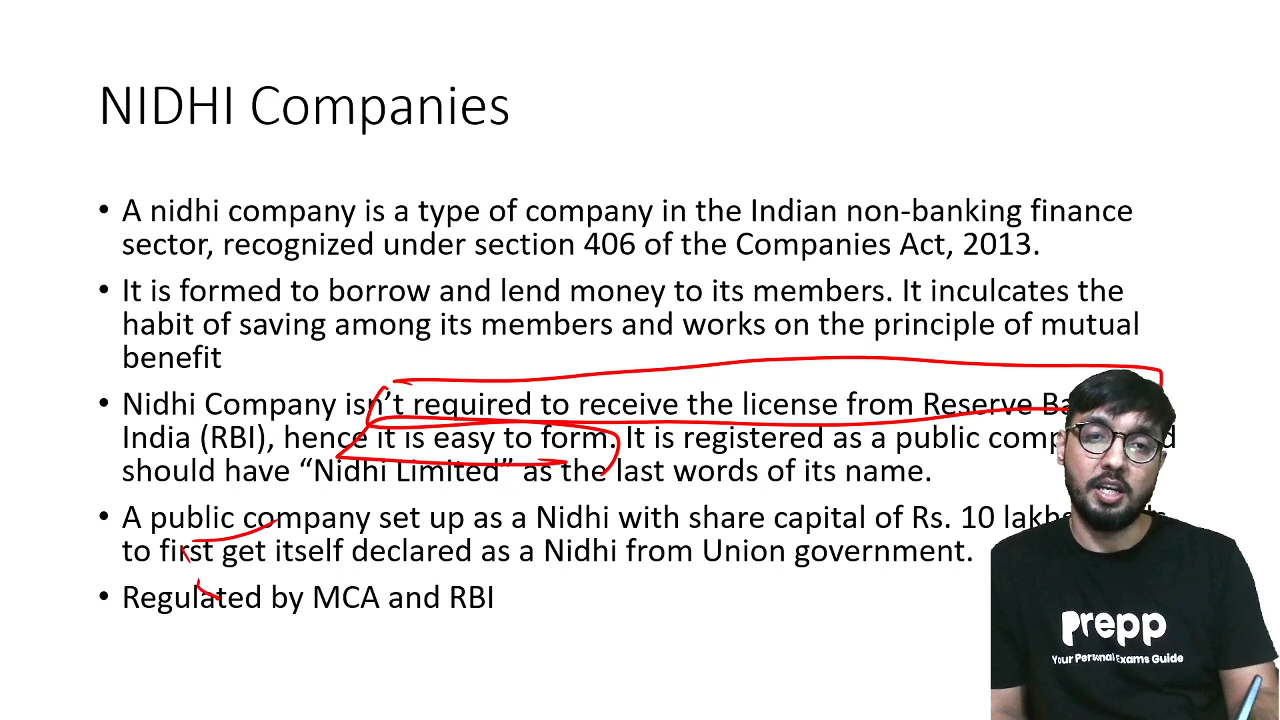 NIDHI Companies
• A nidhi company is a type of company in the Indian non-banking finance
sector, recognized under section 406 of the Companies Act, 2013.
• It is formed to borrow and lend money to its members. It inculcates the
habit of saving among its members and works on the principle of mutual
benefit
• Nidhi Company isn’t required to receive the license from Reserve
India (RBI), hence it is easy to form. It is registered as a public
should have “Nidhi Limited” as the last words of its name.
• A public company set up as a Nidhi with share capital of Rs. 10
to first get itself declared as a Nidhi from Union government.
• Regulated by MCA and RBI
prepp
Your Personal Exams Guide